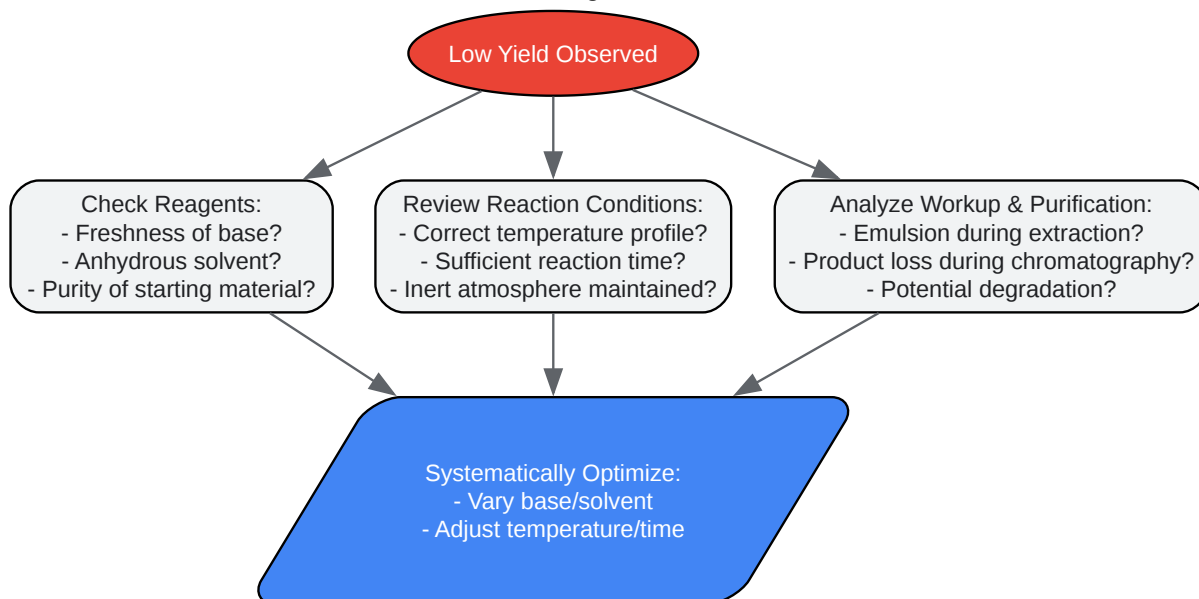 Low Yield Observed
Check Reagents:
- Freshness of base?
- Anhydrous solvent?
- Purity of starting material?
Review Reaction Conditions:
- Correct temperature profile?
- Sufficient reaction time?
- Inert atmosphere maintained?
Analyze Workup & Purification:
- Emulsion during extraction?
- Product loss during chromatography?
- Potential degradation?
Systematically Optimize:
- Vary base/solvent
- Adjust temperature/time